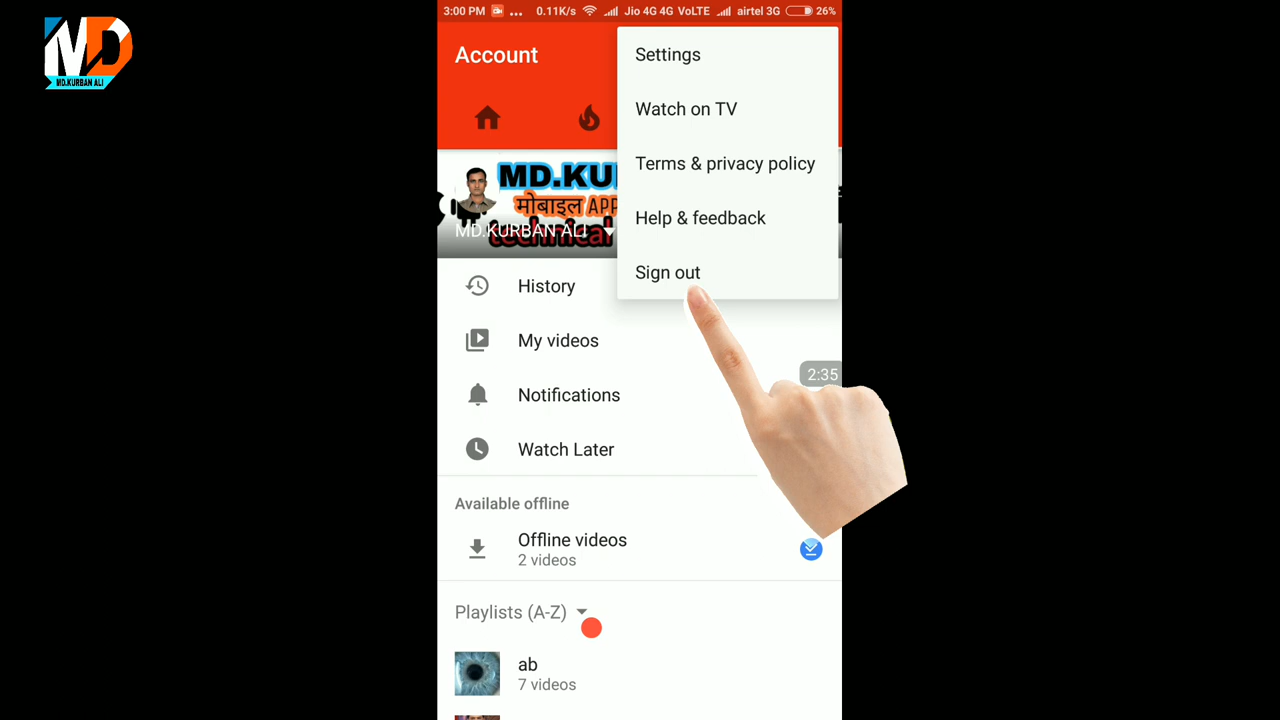 MD
MD.KURBAN ALI
3:00 PM ... 0.11K/s Jio 4G 4G VoLTE airtel 3G 26%
Account
Settings
Watch on TV
Terms & privacy policy
Help & feedback
Sign out
MD.KU
मोबाइल APP
technical
MD.KURBAN ALI
History
My videos
Notifications
Watch Later
2:35
Available offline
Offline videos
2 videos
Playlists (A-Z)
ab
7 videos